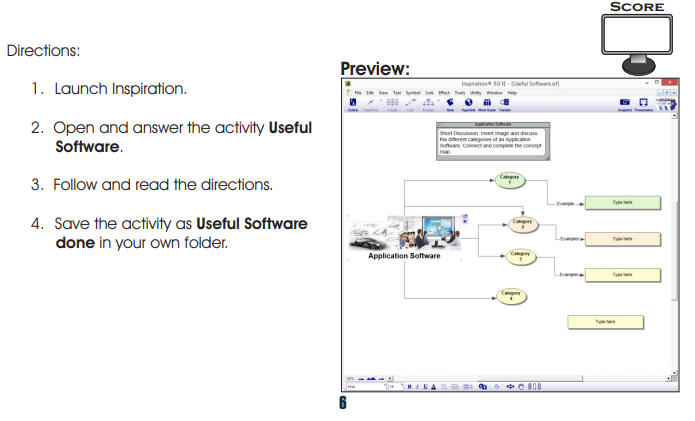 SCORE
Directions:
1. Launch Inspiration.
2. Open and answer the activity Useful
Software.
3. Follow and read the directions.
4. Save the activity as Useful Software
done in your own folder.
Preview:
Inspiration® 9.0 IE - [Useful Software.isf]
File Edit View Text Symbol Link Effect Tools Utility Window Help
Application Software
Short Discussion. Insert image and discuss
the different categories of an Application
Software. Connect and complete the concept
map.
Category
1
Example
Type here
Category
2
Examples
Type here
Application Software
Category
3
Examples
Type here
Category
4
Type here
6